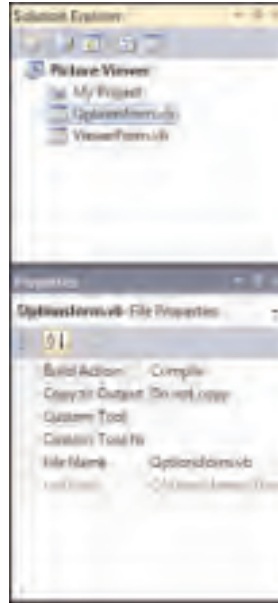 Solution Explorer
Picture Viewer
My Project
OptionsForm.vb
ViewerForm.vb
Properties
OptionsForm.vb File Properties
Build Action Compile
Copy to Output Do not copy
Custom Tool
Custom Tool Na
File Name OptionsForm.vb